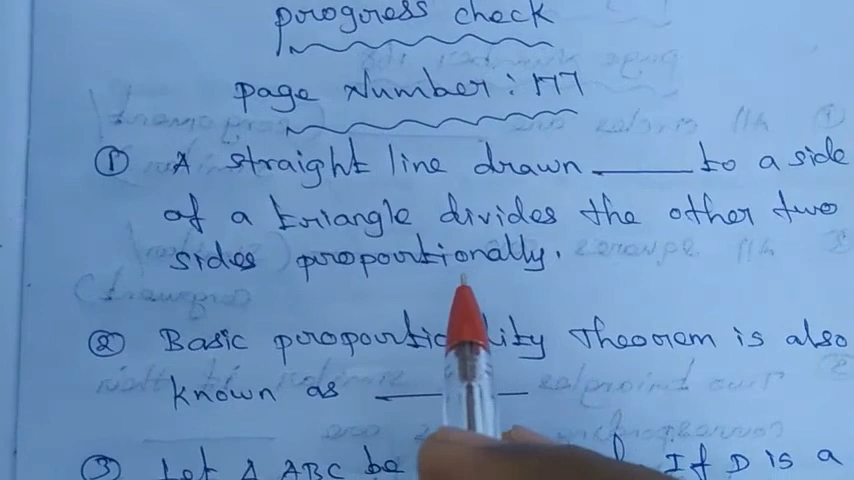 progress check
page Number: 177
① A straight line drawn ______ to a side
of a triangle divides the other two
sides proportionally.
② Basic proportionality Theorem is also
known as ______
③ Let Δ ABC be If D is a